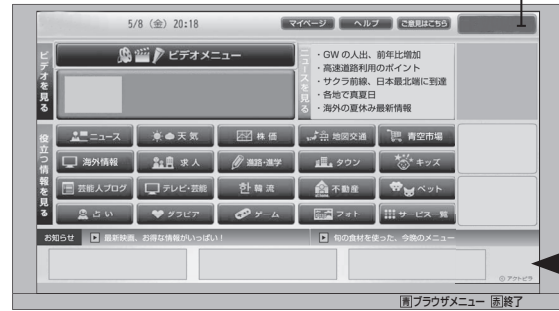 5/8（金）20:18
マイページ ヘルプ ご意見はこちら
ビデオを見る
ビデオメニュー
ニュースを見る
・GWの人出、前年比増加
・高速道路利用のポイント
・サクラ前線、日本最北端に到達
・各地で真夏日
・海外の夏休み最新情報
役立つ情報を見る
ニュース 天気 株価 地図交通 青空市場
海外情報 求人 進路・進学 タウン キッズ
芸能人ブログ テレビ・芸能 한 韓流 不動産 ペット
占い グラビア ゲーム フォト サービス一覧
お知らせ 最新映画、お得な情報がいっぱい! 旬の食材を使った、今晩のメニュー
©アクトビラ
青 ブラウザメニュー 赤 終了